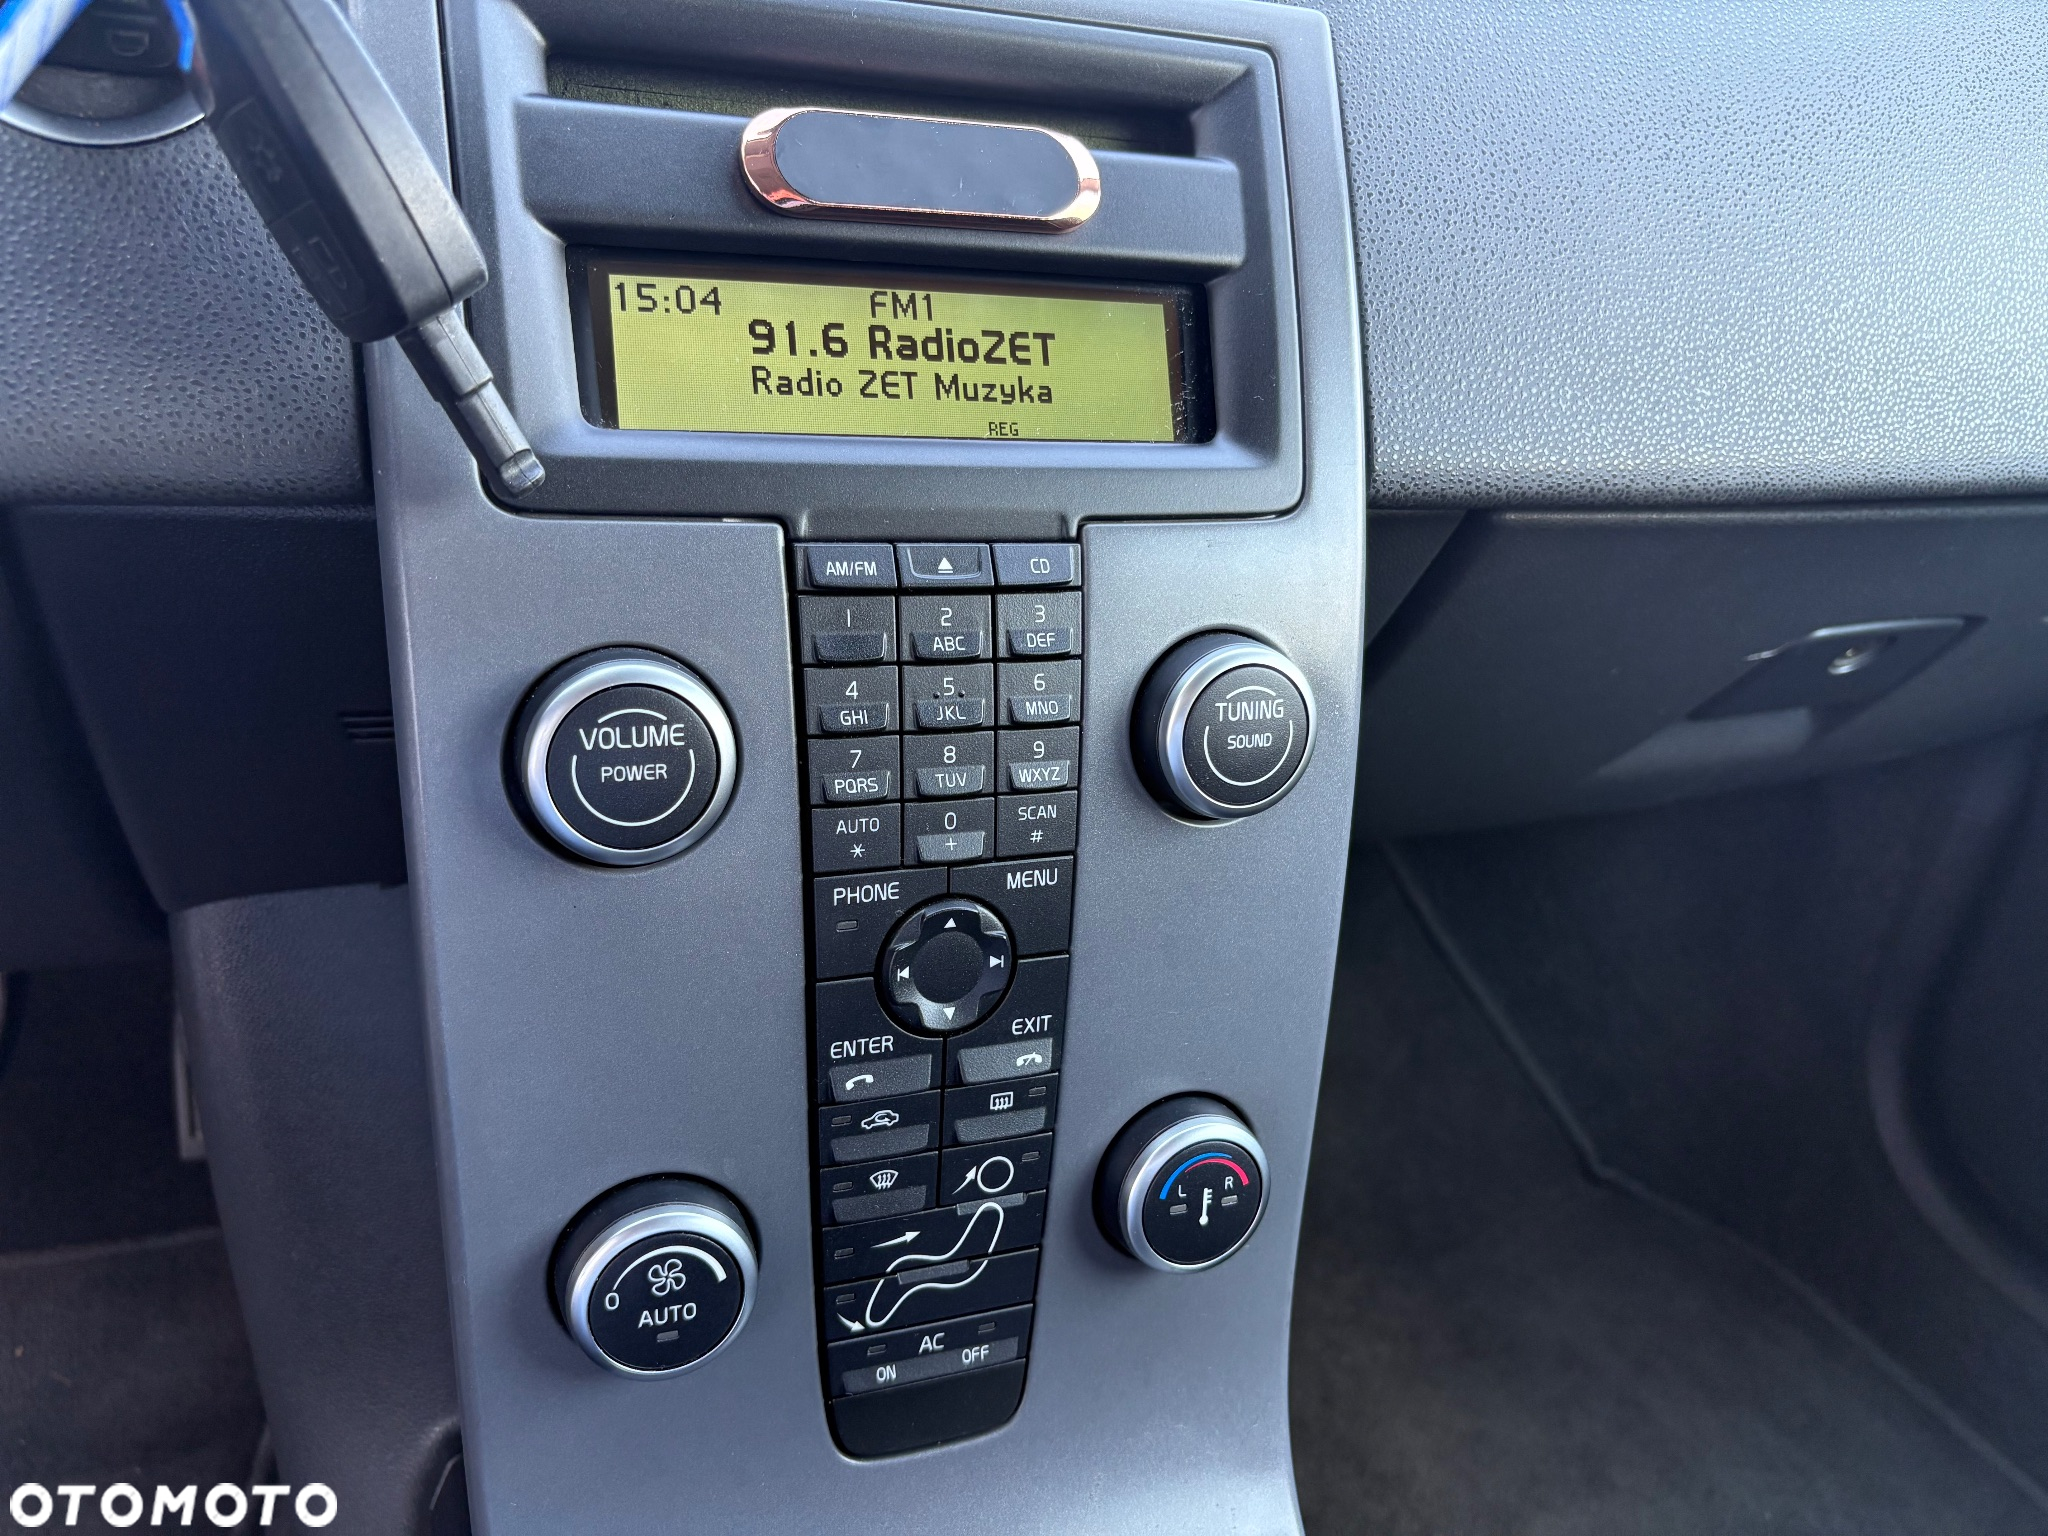 15:04 FM1
91.6 RadioZET
Radio ZET Muzyka
REG
AM/FM CD
1 2 3
ABC DEF
4 5 6
GHI JKL MNO
7 8 9
PQRS TUV WXYZ
AUTO 0 SCAN
* + #
VOLUME
POWER
TUNING
SOUND
PHONE MENU
ENTER EXIT
L R
0
AUTO
AC
ON OFF
OTOMOTO